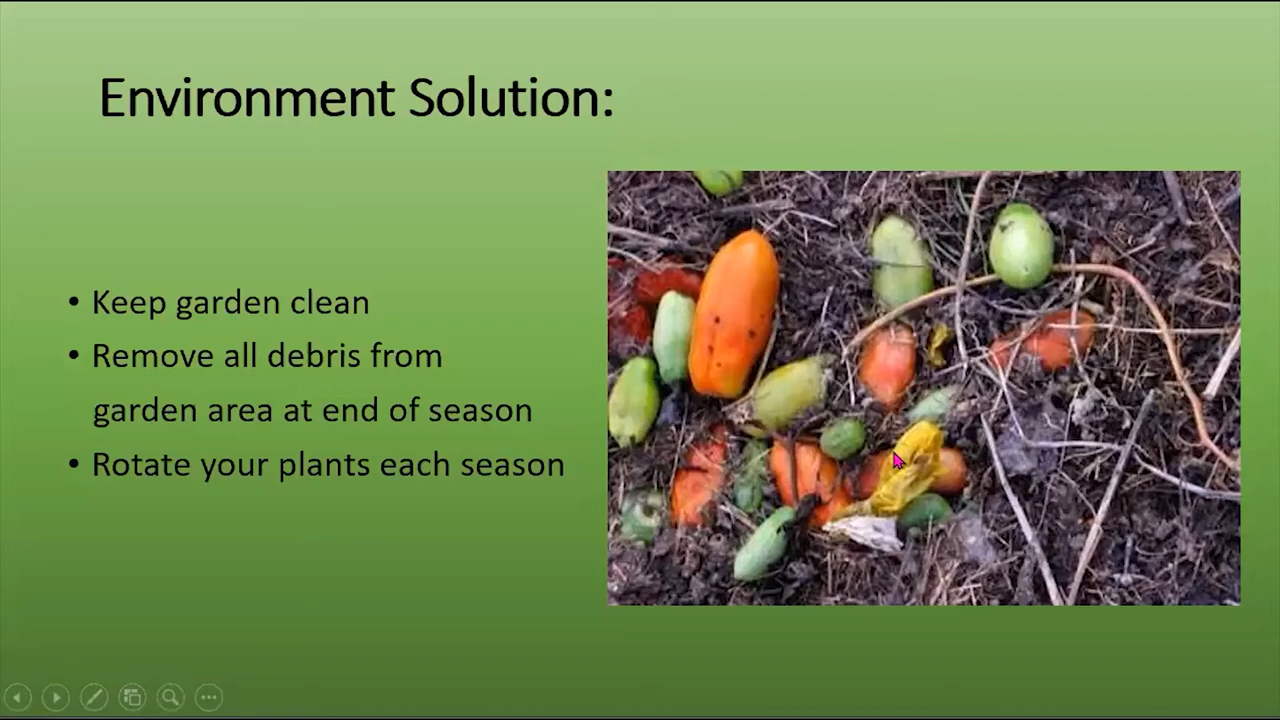 Environment Solution:
• Keep garden clean
• Remove all debris from
garden area at end of season
• Rotate your plants each season